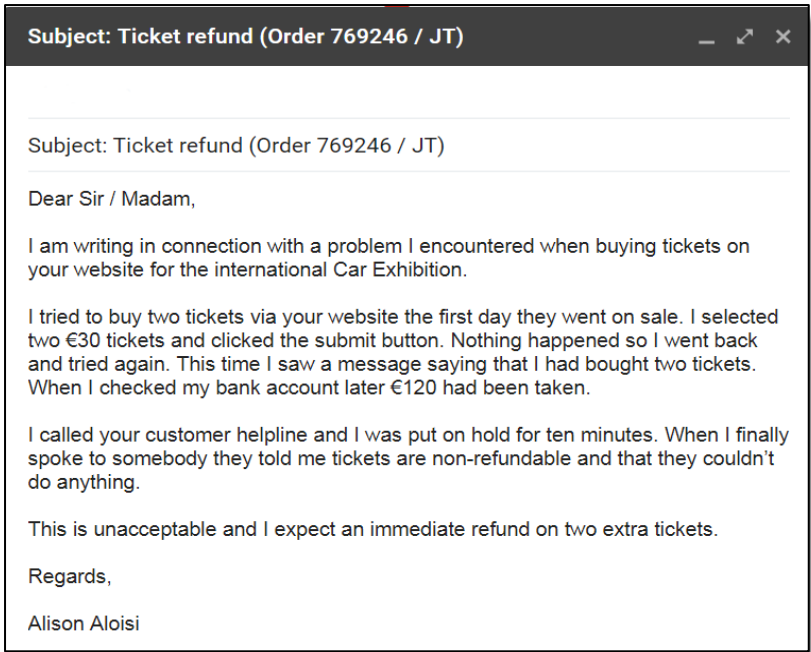 Subject: Ticket refund (Order 769246 / JT)
Subject: Ticket refund (Order 769246 / JT)
Dear Sir / Madam,
I am writing in connection with a problem I encountered when buying tickets on
your website for the international Car Exhibition.
I tried to buy two tickets via your website the first day they went on sale. I selected
two €30 tickets and clicked the submit button. Nothing happened so I went back
and tried again. This time I saw a message saying that I had bought two tickets.
When I checked my bank account later €120 had been taken.
I called your customer helpline and I was put on hold for ten minutes. When I finally
spoke to somebody they told me tickets are non-refundable and that they couldn’t
do anything.
This is unacceptable and I expect an immediate refund on two extra tickets.
Regards,
Alison Aloisi